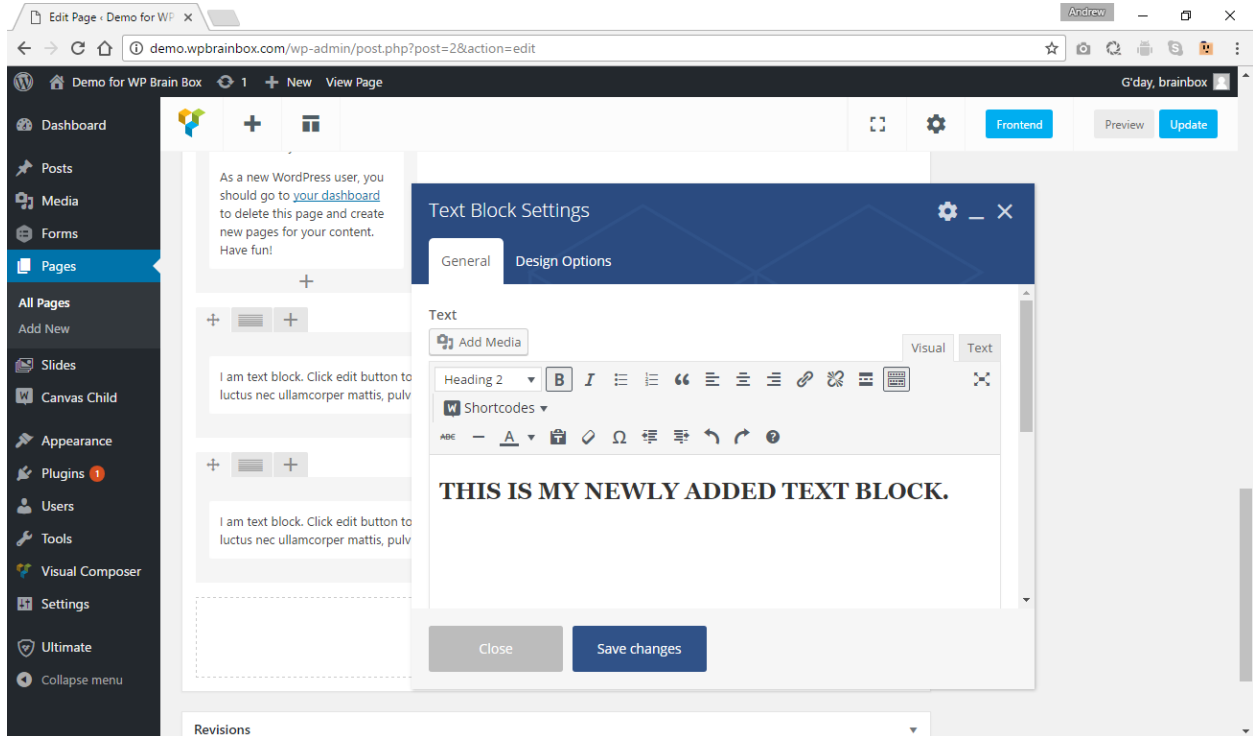 Edit Page ‹ Demo for WP
Andrew
demo.wpbrainbox.com/wp-admin/post.php?post=2&action=edit
Demo for WP Brain Box 1 New View Page G'day, brainbox
Dashboard
Posts
Media
Forms
Pages
All Pages
Add New
Slides
Canvas Child
Appearance
Plugins 1
Users
Tools
Visual Composer
Settings
Ultimate
Collapse menu
Frontend Preview Update
As a new WordPress user, you
should go to your dashboard
to delete this page and create
new pages for your content.
Have fun!
I am text block. Click edit button to
luctus nec ullamcorper mattis, pulv
I am text block. Click edit button to
luctus nec ullamcorper mattis, pulv
Text Block Settings
General Design Options
Text
Add Media
Visual Text
Heading 2 B I
W Shortcodes
ABC A Ω
THIS IS MY NEWLY ADDED TEXT BLOCK.
Close Save changes
Revisions